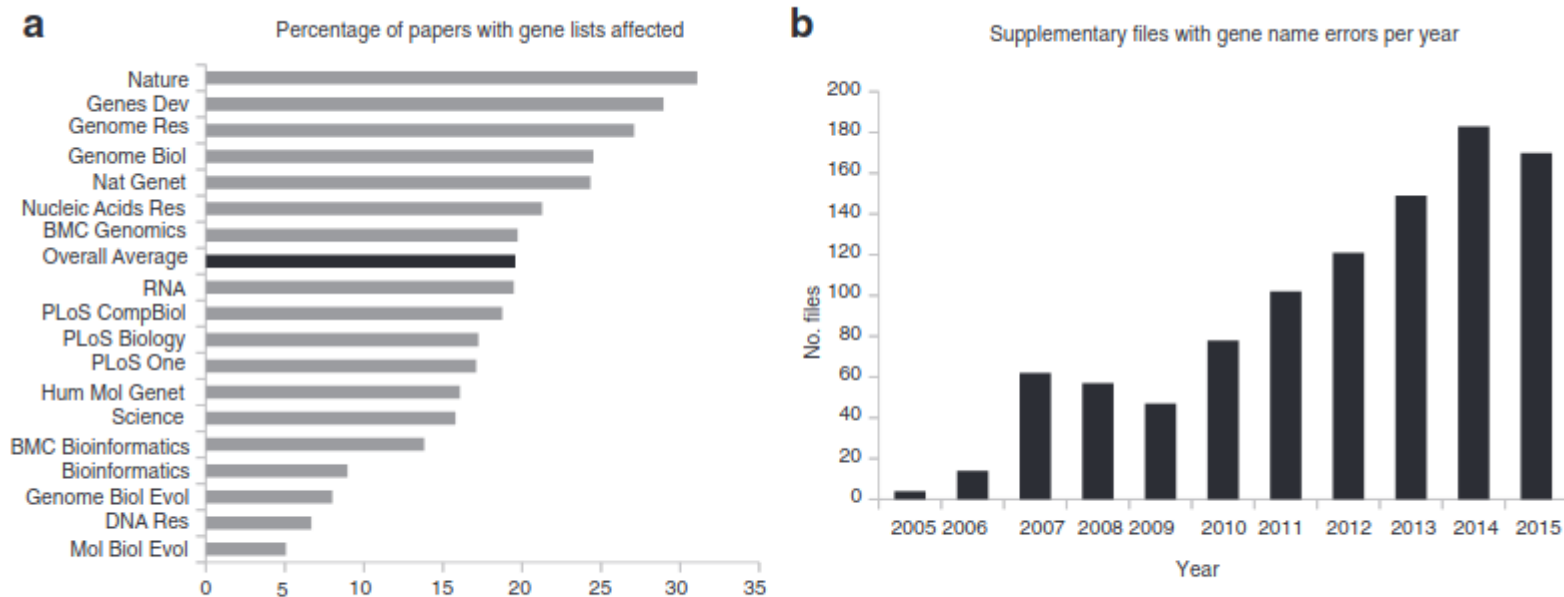 a
Percentage of papers with gene lists affected
Nature
Genes Dev
Genome Res
Genome Biol
Nat Genet
Nucleic Acids Res
BMC Genomics
Overall Average
RNA
PLoS CompBiol
PLoS Biology
PLoS One
Hum Mol Genet
Science
BMC Bioinformatics
Bioinformatics
Genome Biol Evol
DNA Res
Mol Biol Evol
0 5 10 15 20 25 30 35
b
Supplementary files with gene name errors per year
No. files
200
180
160
140
120
100
80
60
40
20
0
2005 2006 2007 2008 2009 2010 2011 2012 2013 2014 2015
Year